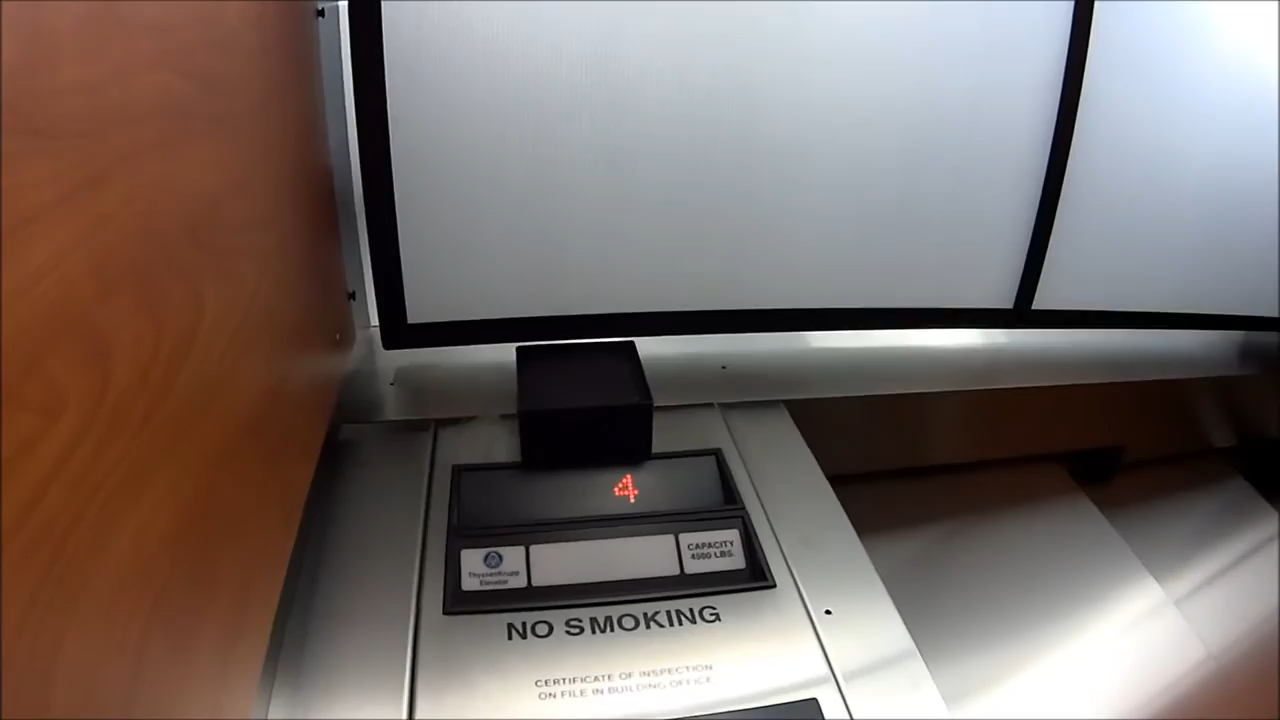 4
ThyssenKrupp
Elevator
CAPACITY
4500 LBS.
NO SMOKING
CERTIFICATE OF INSPECTION
ON FILE IN BUILDING OFFICE